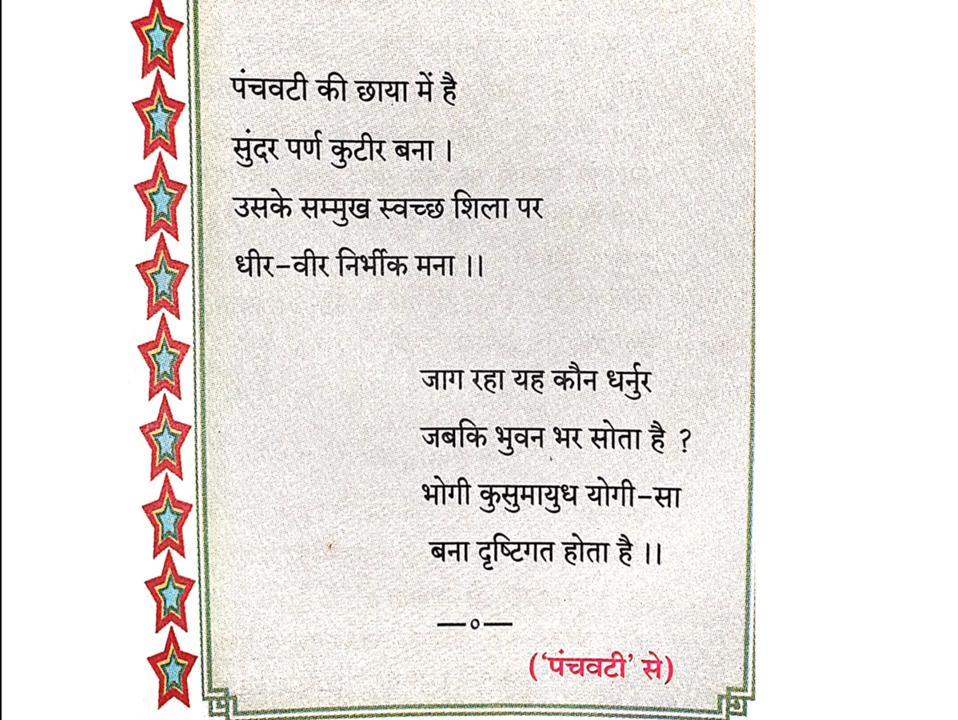 पंचवटी की छाया में है
सुंदर पर्ण कुटीर बना ।
उसके सम्मुख स्वच्छ शिला पर
धीर-वीर निर्भीक मना ।।
जाग रहा यह कौन धर्नुर
जबकि भुवन भर सोता है ?
भोगी कुसुमायुध योगी-सा
बना दृष्टिगत होता है ।।
—०—
('पंचवटी' से)